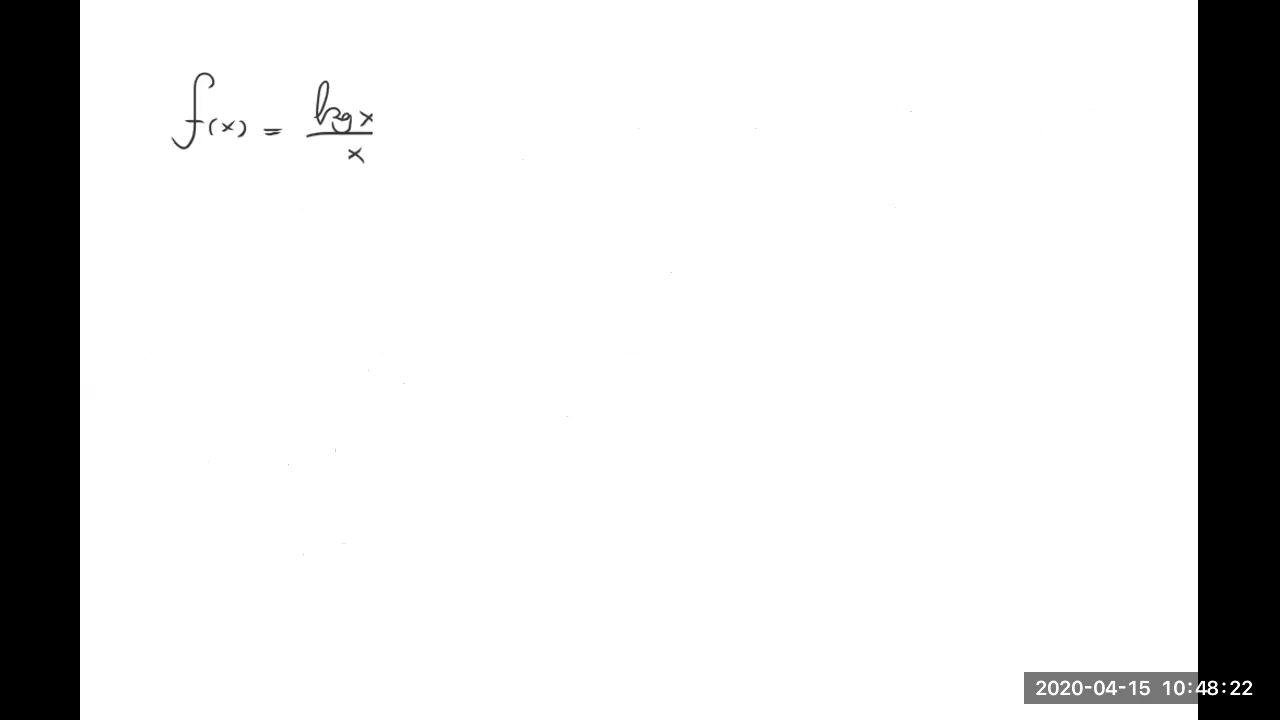 f(x) = log x / x
2020-04-15 10:48:22